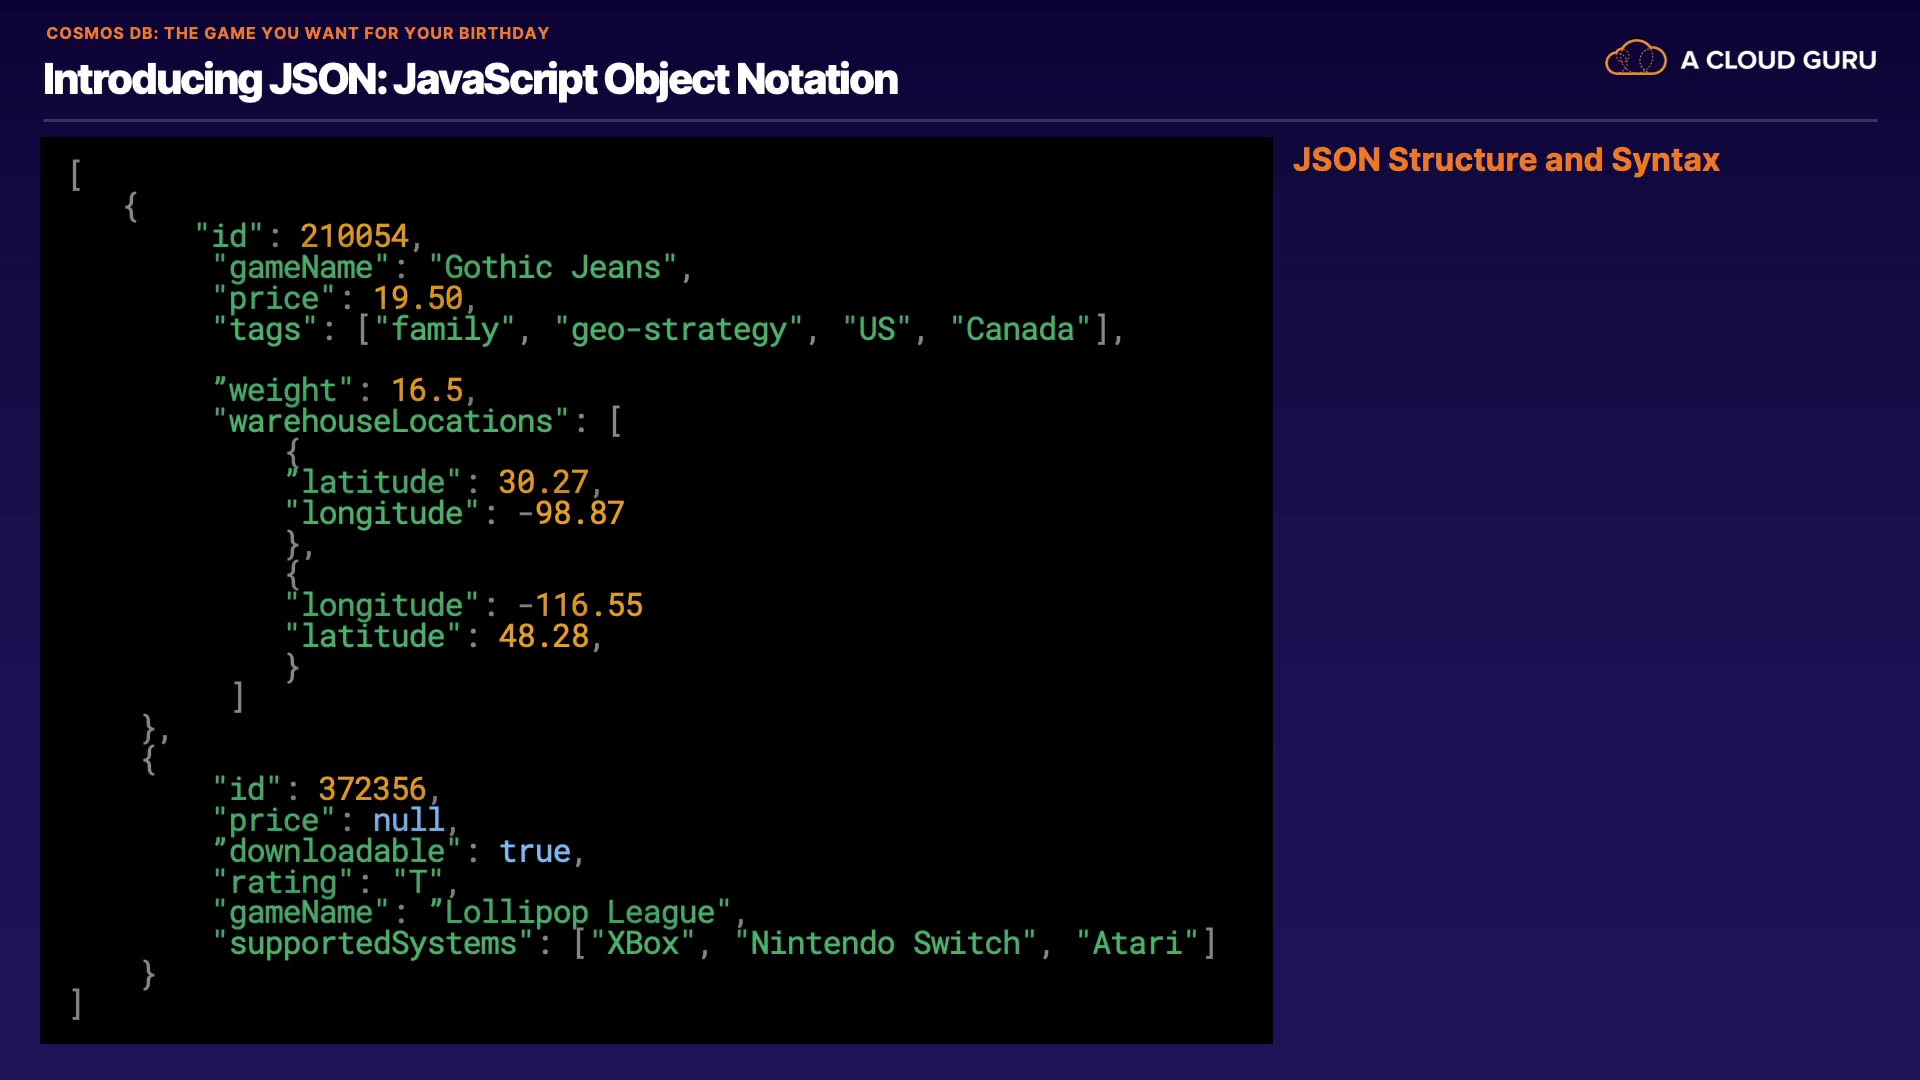 COSMOS DB: THE GAME YOU WANT FOR YOUR BIRTHDAY
Introducing JSON: JavaScript Object Notation
A CLOUD GURU
[
{
"id": 210054,
"gameName": "Gothic Jeans",
"price": 19.50,
"tags": ["family", "geo-strategy", "US", "Canada"],
”weight": 16.5,
"warehouseLocations": [
{
”latitude": 30.27,
"longitude": -98.87
},
{
"longitude": -116.55
"latitude": 48.28,
}
]
},
{
"id": 372356,
"price": null,
”downloadable": true,
"rating": "T",
"gameName": ”Lollipop League",
"supportedSystems": ["XBox", "Nintendo Switch", "Atari"]
}
]
JSON Structure and Syntax